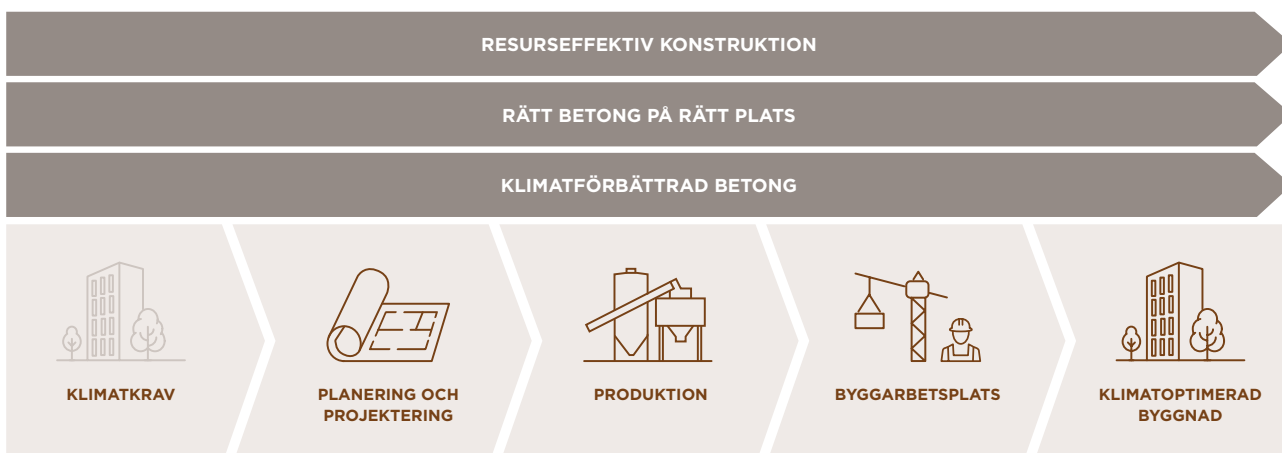 RESURSEFFEKTIV KONSTRUKTION
RÄTT BETONG PÅ RÄTT PLATS
KLIMATFÖRBÄTTRAD BETONG
KLIMATKRAV
PLANERING OCH
PROJEKTERING
PRODUKTION
BYGGARBETSPLATS
KLIMATOPTIMERAD
BYGGNAD